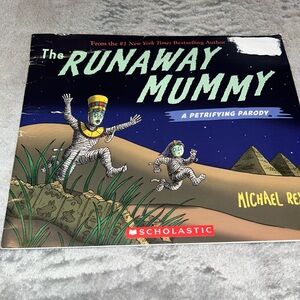 From the #1 New York Times Bestselling Author
The RUNAWAY
MUMMY
A PETRIFYING PARODY
MICHAEL REX
SCHOLASTIC